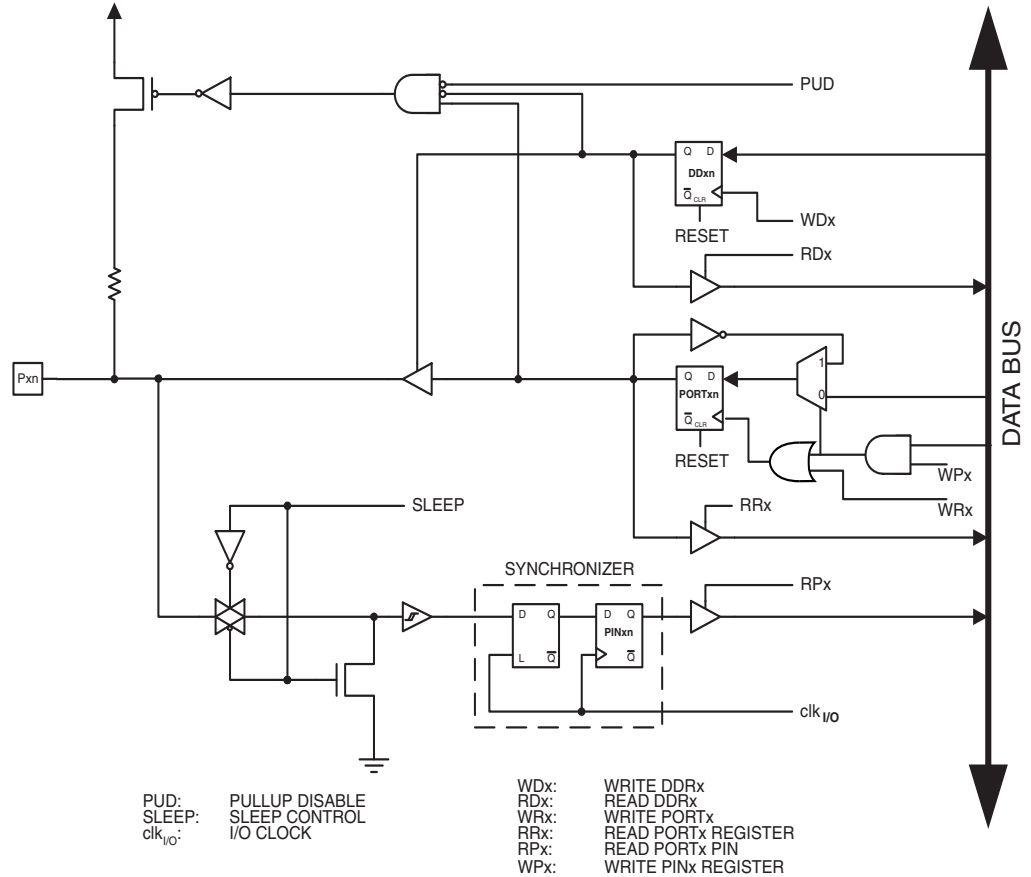 PUD
Q D
DDxn
Q CLR
WDx
RESET
RDx
Pxn
1
Q D
PORTxn
0
Q CLR
RESET
WPx
WRx
RRx
SLEEP
SYNCHRONIZER
RPx
D Q
D Q
PINxn
L Q
Q
clk I/O
DATA BUS
PUD: PULLUP DISABLE
SLEEP: SLEEP CONTROL
clk I/O: I/O CLOCK
WDx: WRITE DDRx
RDx: READ DDRx
WRx: WRITE PORTx
RRx: READ PORTx REGISTER
RPx: READ PORTx PIN
WPx: WRITE PINx REGISTER